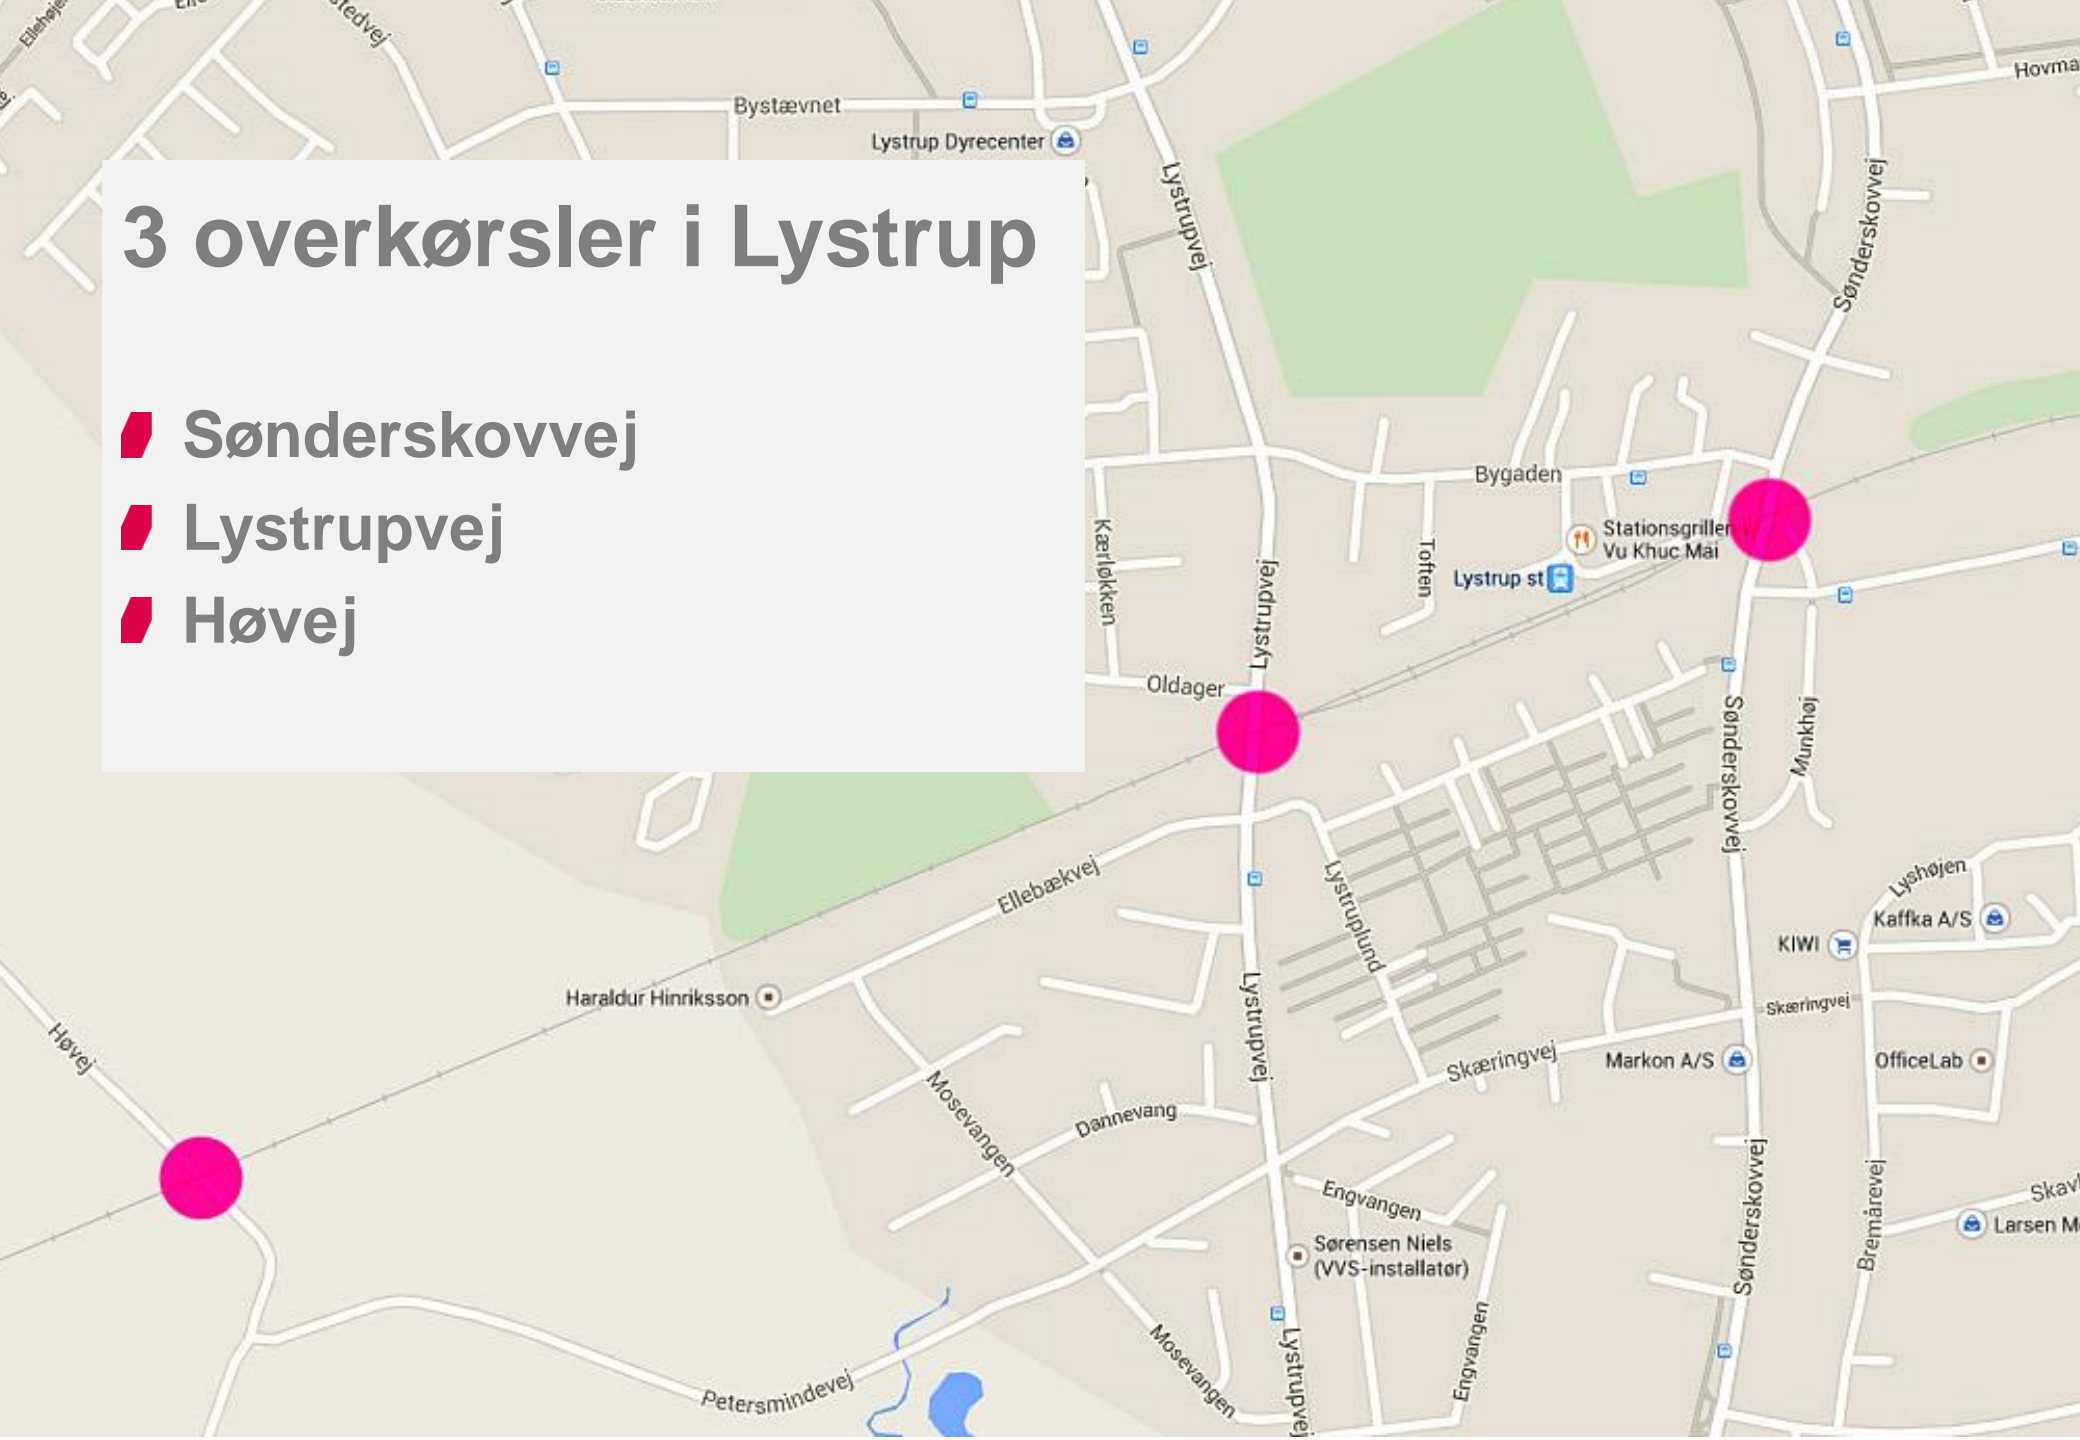 3 overkørsler i Lystrup
Sønderskovvej
Lystrupvej
Høvej
Bystævnet
Lystrup Dyrecenter
Lystrupvej
Sønderskovvej
Bygaden
Stationsgrillen
Vu Khuc Mai
Lystrup st
Toften
Kærløkken
Lystrupvej
Oldager
Sønderskovvej
Munkhøj
Ellebækvej
Lystruplund
Lyshøjen
Kaffka A/S
KIWI
Haraldur Hinriksson
Lystrupvej
Skæringvej
Høvej
Skæringvej
Markon A/S
OfficeLab
Mosevangen
Dannevang
Engvangen
Sønderskovvej
Bremårevej
Larsen M
Sørensen Niels
(VVS-installatør)
Engvangen
Mosevangen
Lystrupvej
Petersmindevej